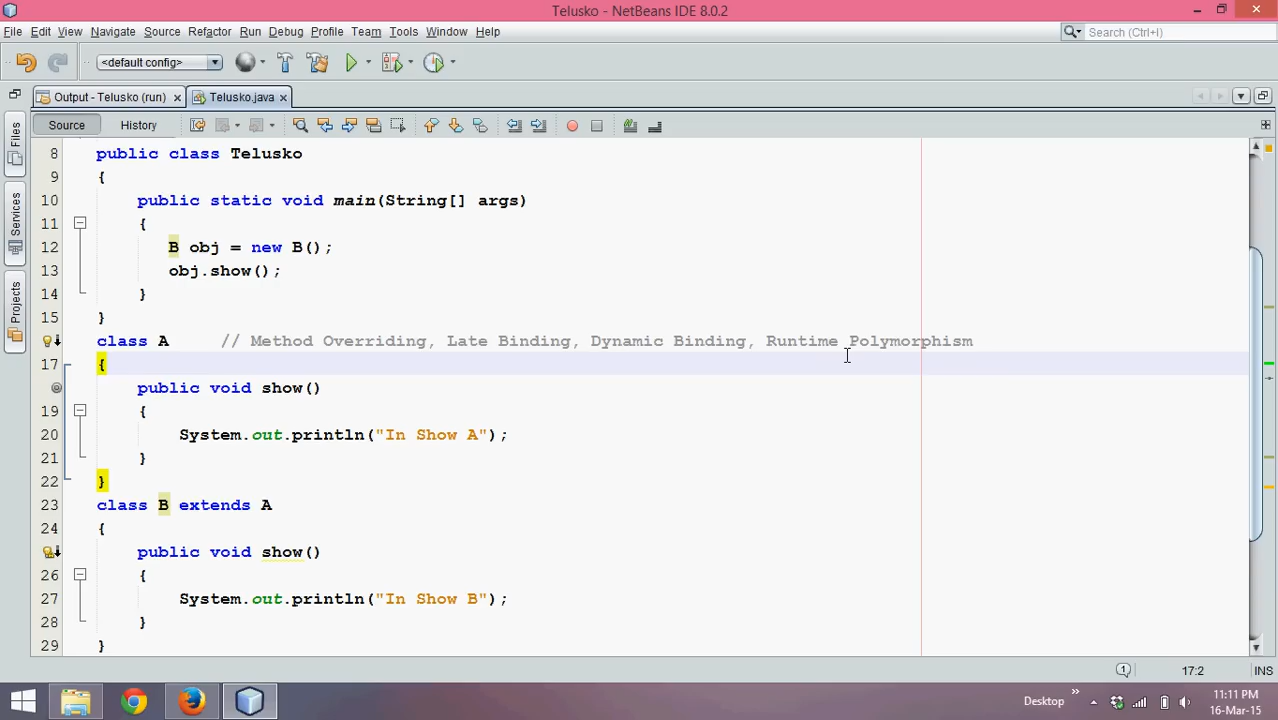 Telusko - NetBeans IDE 8.0.2
File Edit View Navigate Source Refactor Run Debug Profile Team Tools Window Help
Search (Ctrl+I)
<default config>
Output - Telusko (run) Telusko.java
Source History
Files
Services
Projects
8 public class Telusko
9 {
10 public static void main(String[] args)
11 {
12 B obj = new B();
13 obj.show();
14 }
15 }
class A // Method Overriding, Late Binding, Dynamic Binding, Runtime Polymorphism
17 {
public void show()
19 {
20 System.out.println("In Show A");
21 }
22 }
23 class B extends A
24 {
public void show()
26 {
27 System.out.println("In Show B");
28 }
29 }
1 17:2 INS
Desktop
11:11 PM
16-Mar-15